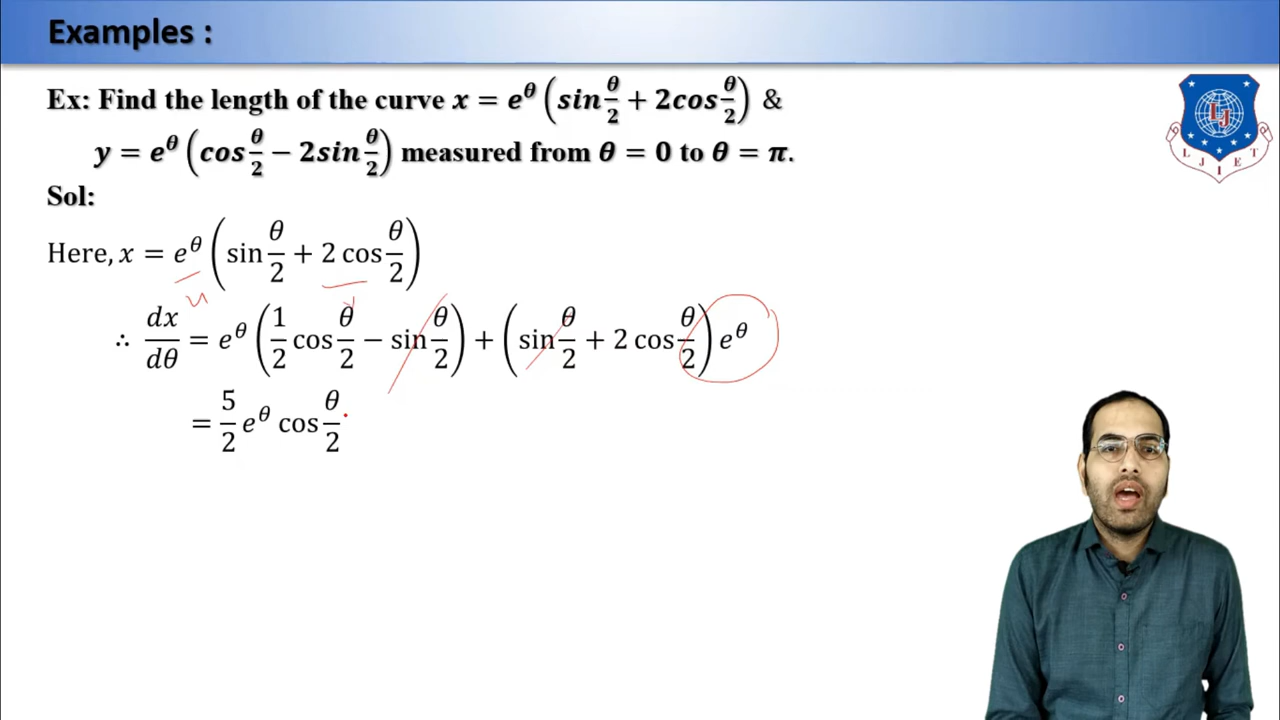 Examples :
Ex: Find the length of the curve x = e^θ (sin θ/2 + 2cos θ/2) &
y = e^θ (cos θ/2 − 2sin θ/2) measured from θ = 0 to θ = π.
Sol:
Here, x = e^θ (sin θ/2 + 2 cos θ/2)
u v
∴ dx/dθ = e^θ (1/2 cos θ/2 − sin θ/2) + (sin θ/2 + 2 cos θ/2) e^θ
= 5/2 e^θ cos θ/2
LJ
L J I E T